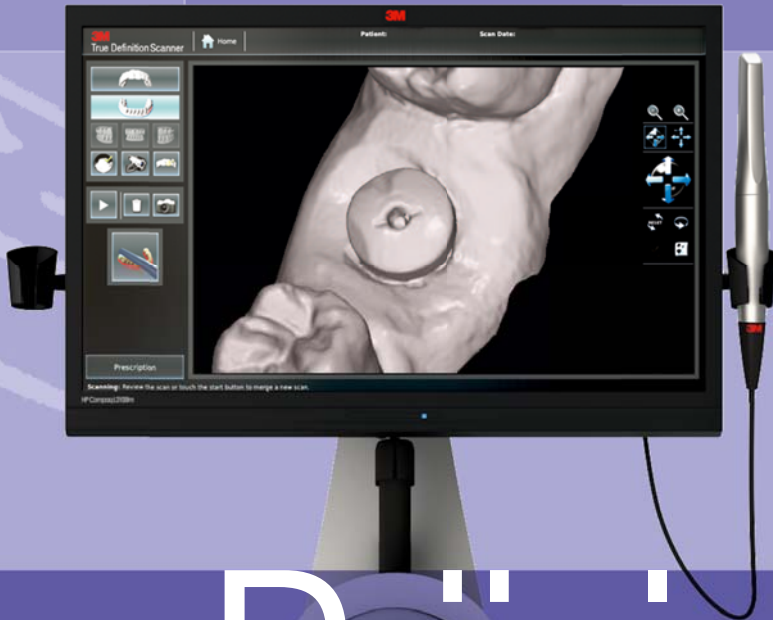 3M
3M
True Definition Scanner
Home
Patient:
Scan Date:
RESET
Prescription
Scanning: Review the scan or touch the start button to merge a new scan.
3M